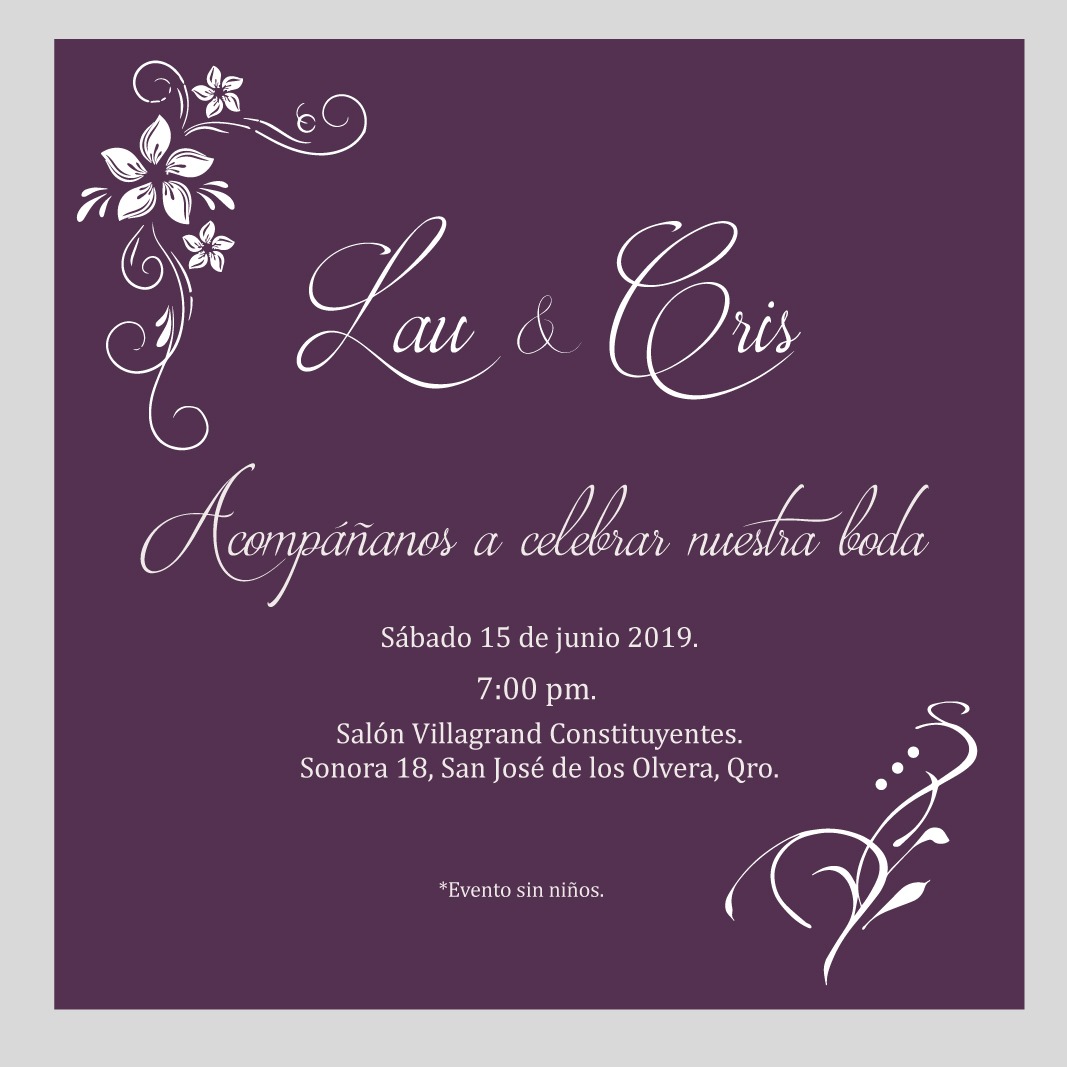 Lau & Cris
Acompáñanos a celebrar nuestra boda
Sábado 15 de junio 2019.
7:00 pm.
Salón Villagrand Constituyentes.
Sonora 18, San José de los Olvera, Qro.
*Evento sin niños.